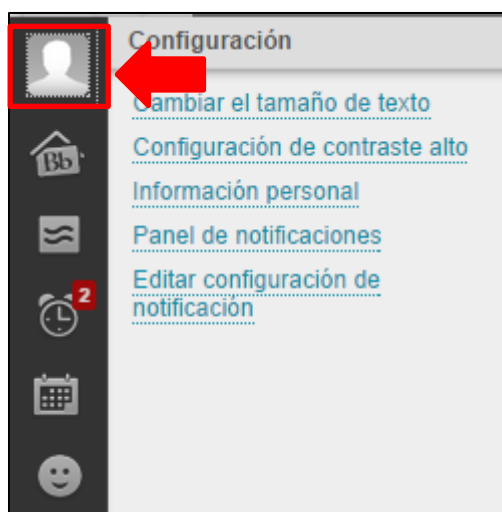 Configuración
Cambiar el tamaño de texto
Configuración de contraste alto
Información personal
Bb
Panel de notificaciones
Editar configuración de
notificación
2